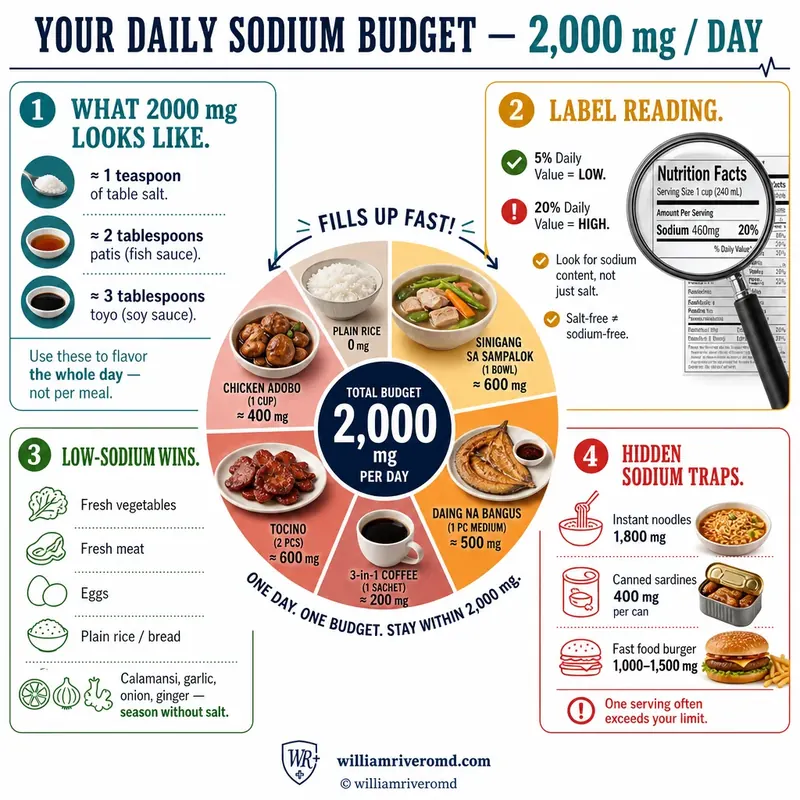 YOUR DAILY SODIUM BUDGET — 2,000 mg / DAY
1
WHAT 2000 mg
LOOKS LIKE.
≈ 1 teaspoon
of table salt.
≈ 2 tablespoons
patis (fish sauce).
≈ 3 tablespoons
toyo (soy sauce).
Use these to flavor
the whole day —
not per meal.
2
LABEL READING.
5% Daily
Value = LOW.
20% Daily
Value = HIGH.
Look for sodium
content, not
just salt.
Salt-free ≠
sodium-free.
Nutrition Facts
Serving Size 1 cup (240 mL)
Amount Per Serving
Sodium 460mg 20%
% Daily Value*
FILLS UP FAST!
PLAIN RICE
0 mg
SINIGANG
SA SAMPALOK
(1 BOWL)
≈ 600 mg
CHICKEN ADOBO
(1 CUP)
≈ 400 mg
TOTAL BUDGET
2,000
mg
PER DAY
DAING NA BANGUS
(1 PC MEDIUM)
≈ 500 mg
TOCINO
(2 PCS)
≈ 600 mg
3-in-1 COFFEE
(1 SACHET)
≈ 200 mg
ONE DAY. ONE BUDGET. STAY WITHIN 2,000 mg.
3
LOW-SODIUM WINS.
Fresh vegetables
Fresh meat
Eggs
Plain rice / bread
Calamansi, garlic,
onion, ginger —
season without salt.
4
HIDDEN
SODIUM TRAPS.
Instant noodles
1,800 mg
Canned sardines
400 mg
per can
Fast food burger
1,000–1,500 mg
One serving often
exceeds your limit.
WR+
williamriveromd.com
© williamriveromd